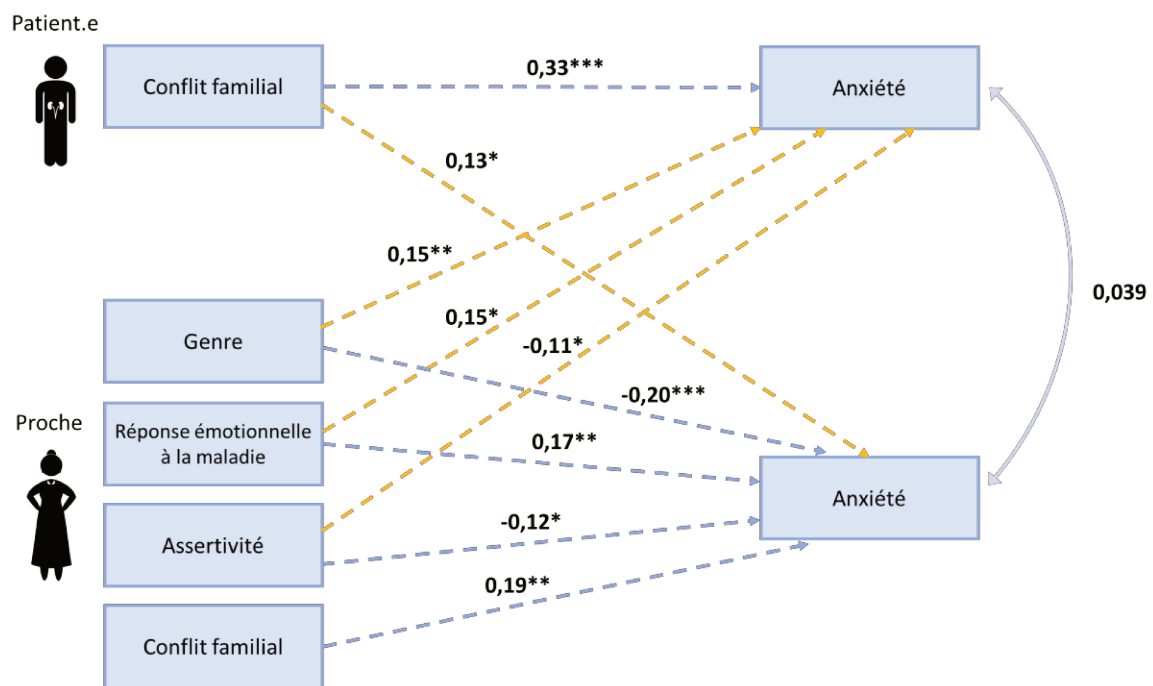 Patient.e
Conflit familial
0,33***
Anxiété
0,13*
0,15**
0,039
Genre
0,15*
-0,11*
-0,20***
Proche
Réponse émotionnelle
à la maladie
0,17**
Anxiété
Assertivité
-0,12*
0,19**
Conflit familial